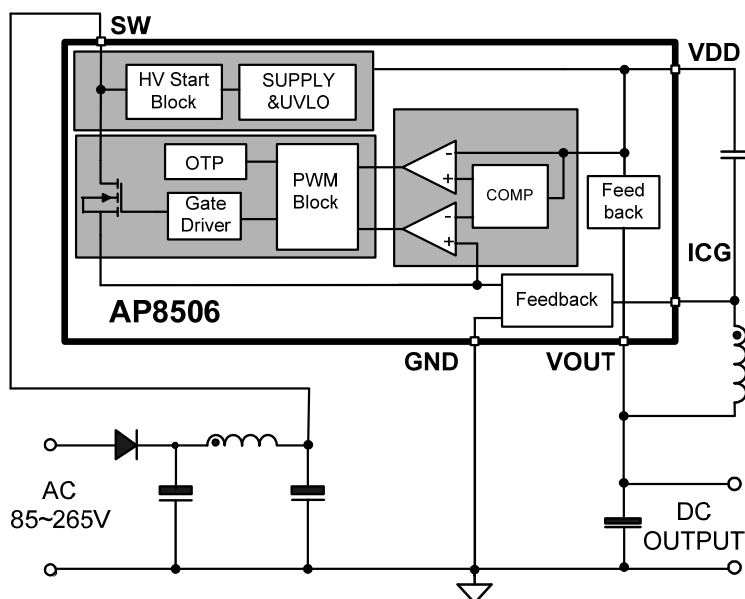 SW
VDD
HV Start
Block
SUPPLY
&UVLO
OTP
PWM
Block
Gate
Driver
-
+
COMP
-
+
Feed
back
ICG
Feedback
AP8506
GND
VOUT
AC
85~265V
DC
OUTPUT